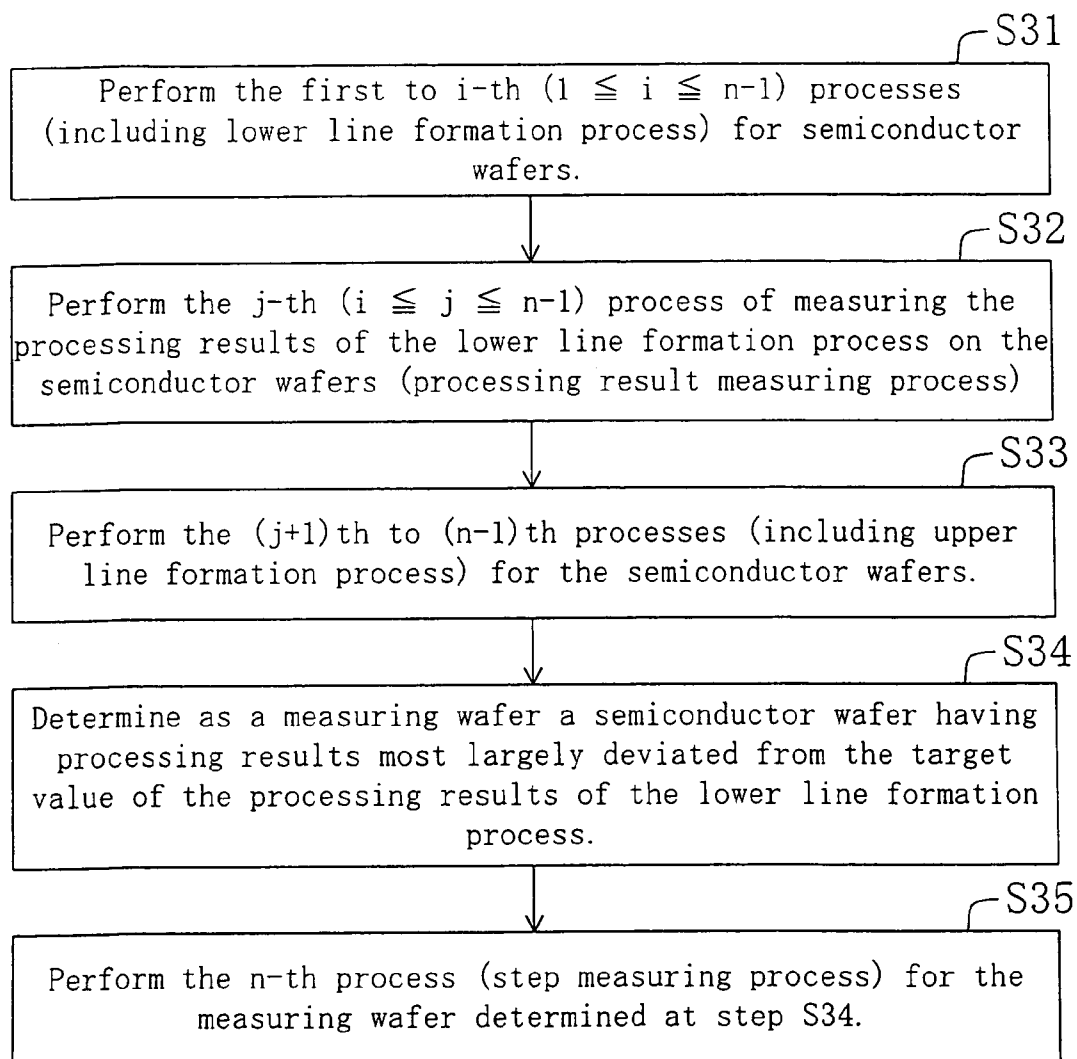 S31
Perform the first to i-th (1 ≦ i ≦ n-1) processes
(including lower line formation process) for semiconductor
wafers.
S32
Perform the j-th (i ≦ j ≦ n-1) process of measuring the
processing results of the lower line formation process on the
semiconductor wafers (processing result measuring process)
S33
Perform the (j+1)th to (n-1)th processes (including upper
line formation process) for the semiconductor wafers.
S34
Determine as a measuring wafer a semiconductor wafer having
processing results most largely deviated from the target
value of the processing results of the lower line formation
process.
S35
Perform the n-th process (step measuring process) for the
measuring wafer determined at step S34.